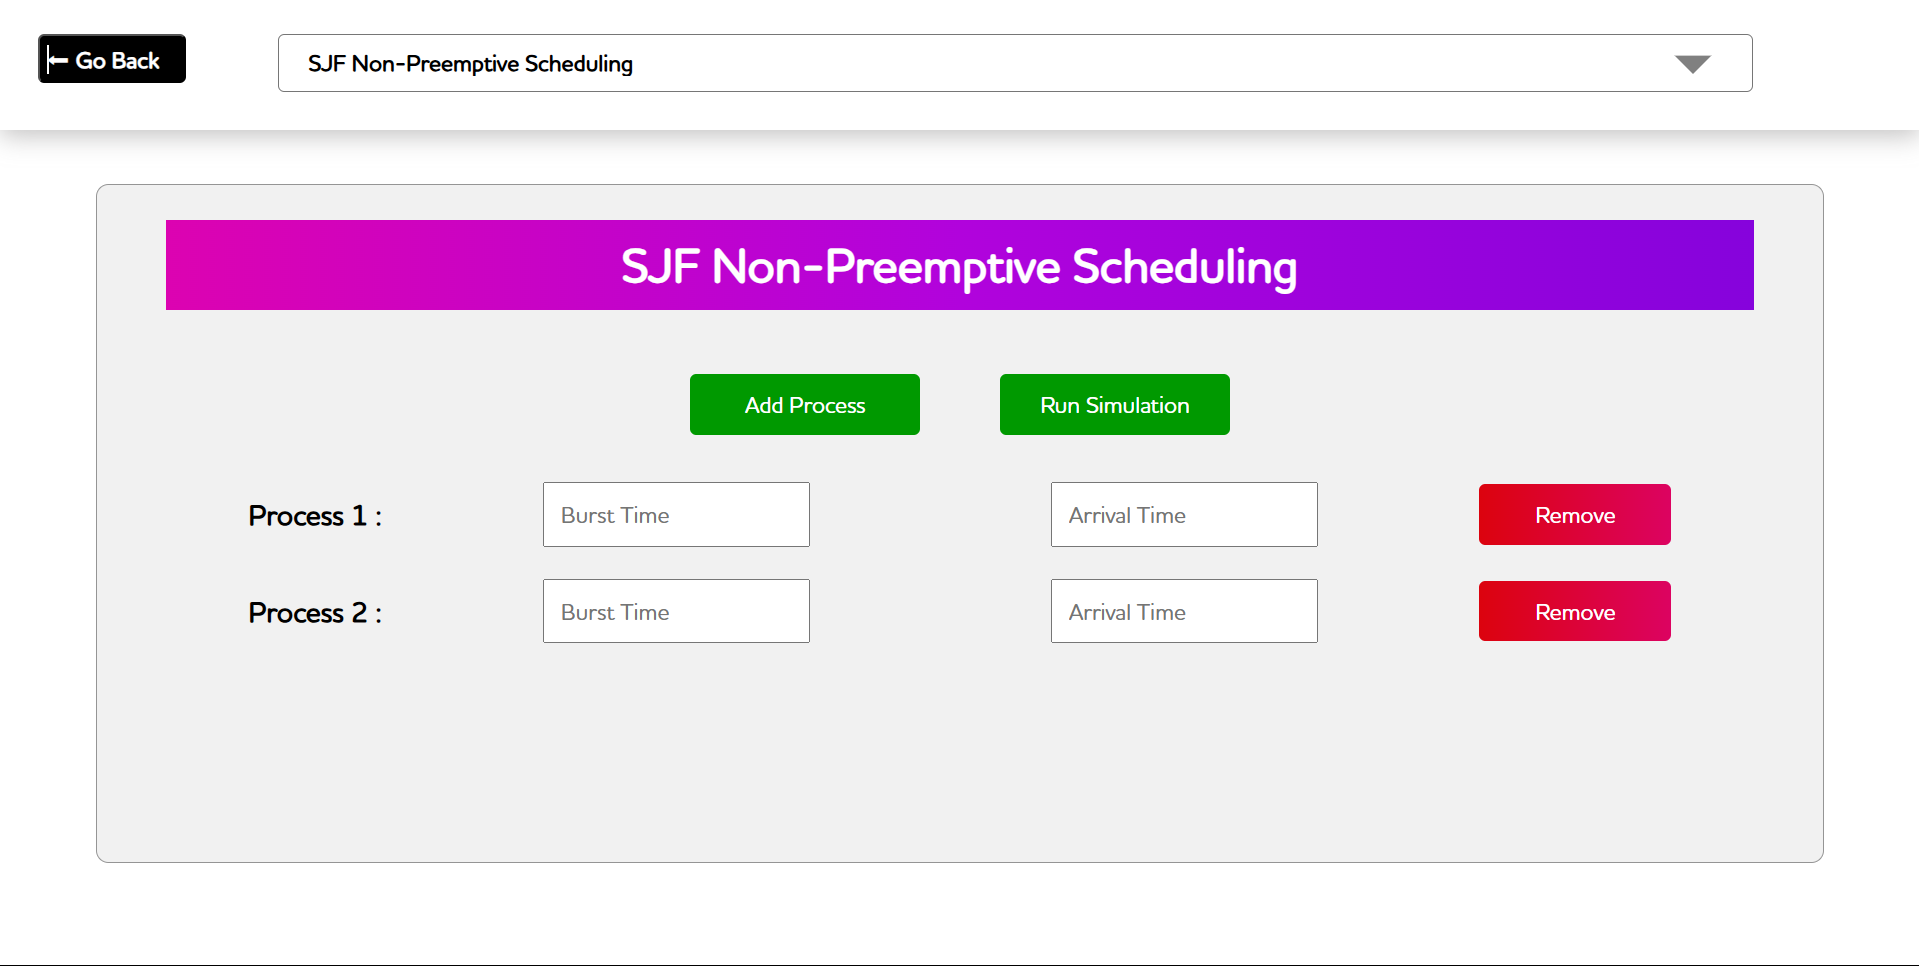 Go Back
SJF Non-Preemptive Scheduling
SJF Non-Preemptive Scheduling
Add Process Run Simulation
Process 1 : Burst Time Arrival Time Remove
Process 2 : Burst Time Arrival Time Remove